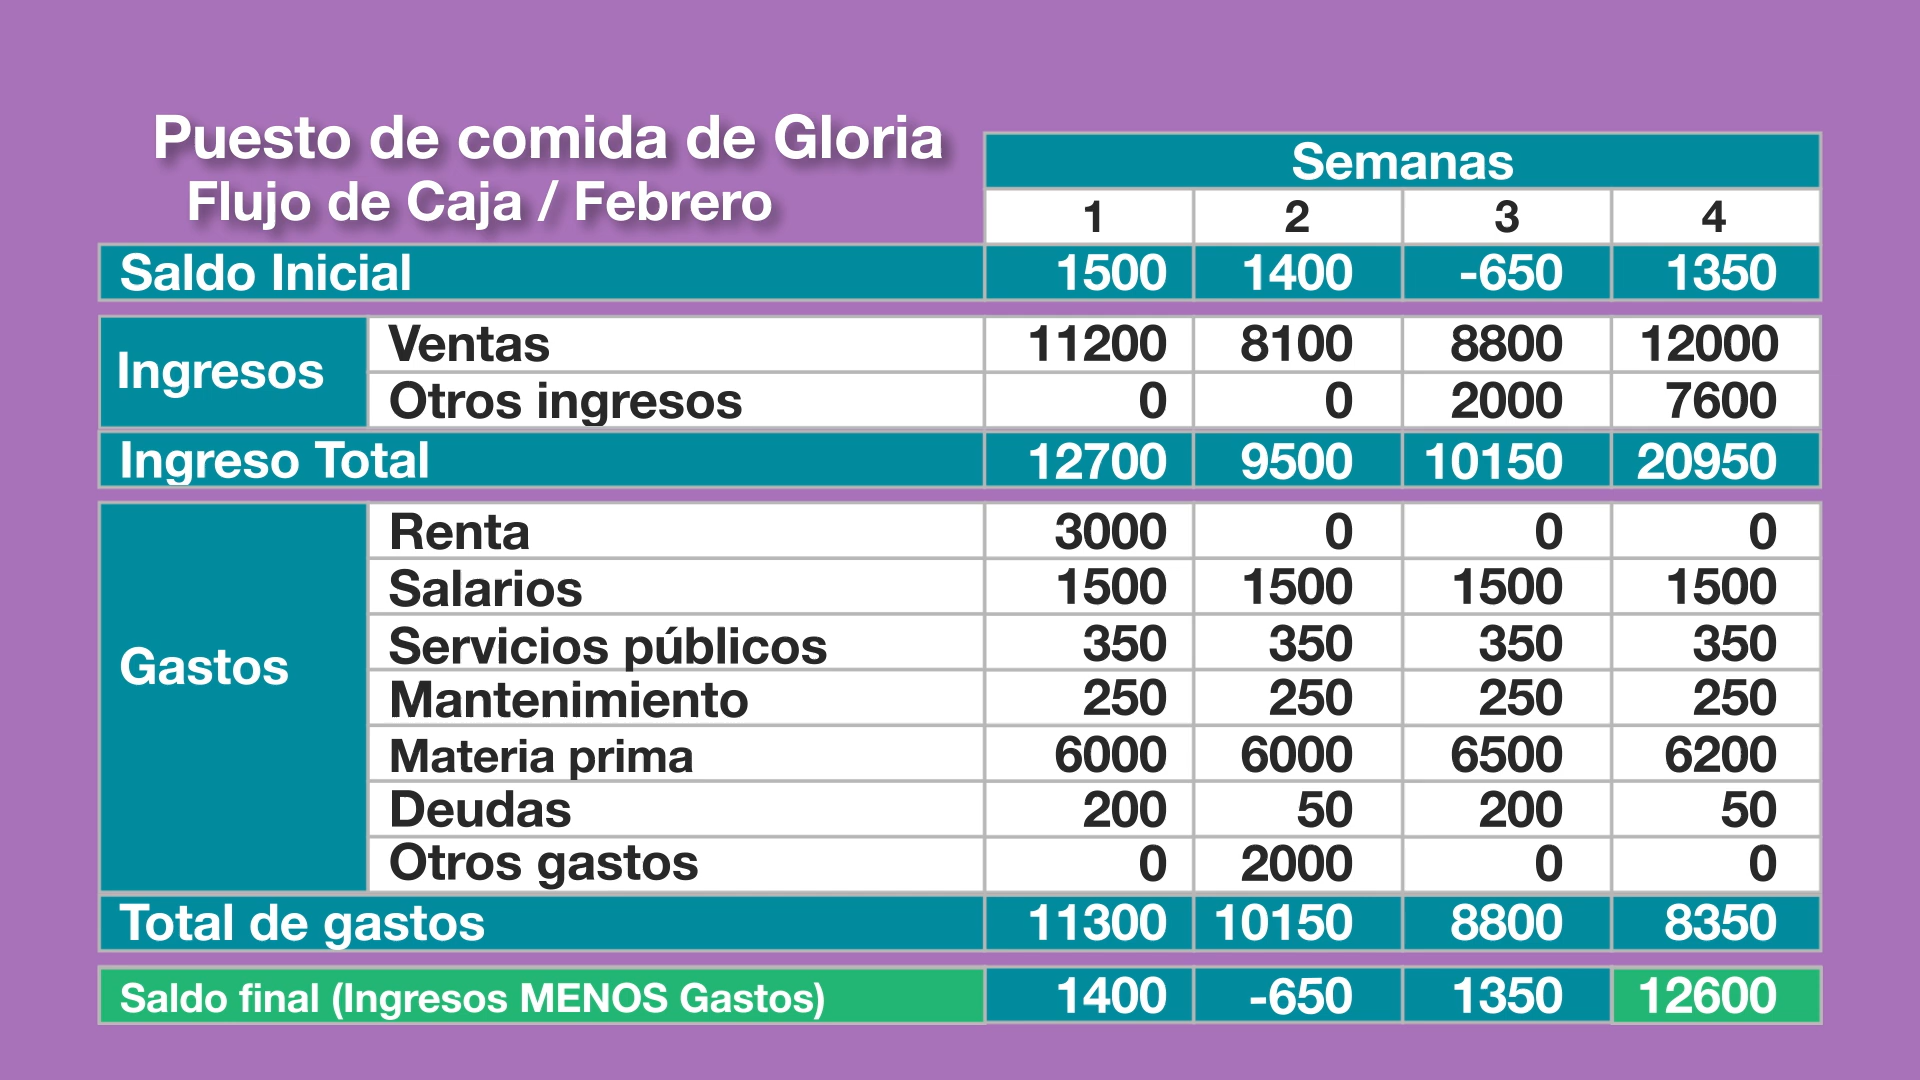 Puesto de comida de Gloria
Flujo de Caja / Febrero
Semanas
1 2 3 4
Saldo Inicial 1500 1400 -650 1350
Ingresos
Ventas 11200 8100 8800 12000
Otros ingresos 0 0 2000 7600
Ingreso Total 12700 9500 10150 20950
Gastos
Renta 3000 0 0 0
Salarios 1500 1500 1500 1500
Servicios públicos 350 350 350 350
Mantenimiento 250 250 250 250
Materia prima 6000 6000 6500 6200
Deudas 200 50 200 50
Otros gastos 0 2000 0 0
Total de gastos 11300 10150 8800 8350
Saldo final (Ingresos MENOS Gastos) 1400 -650 1350 12600